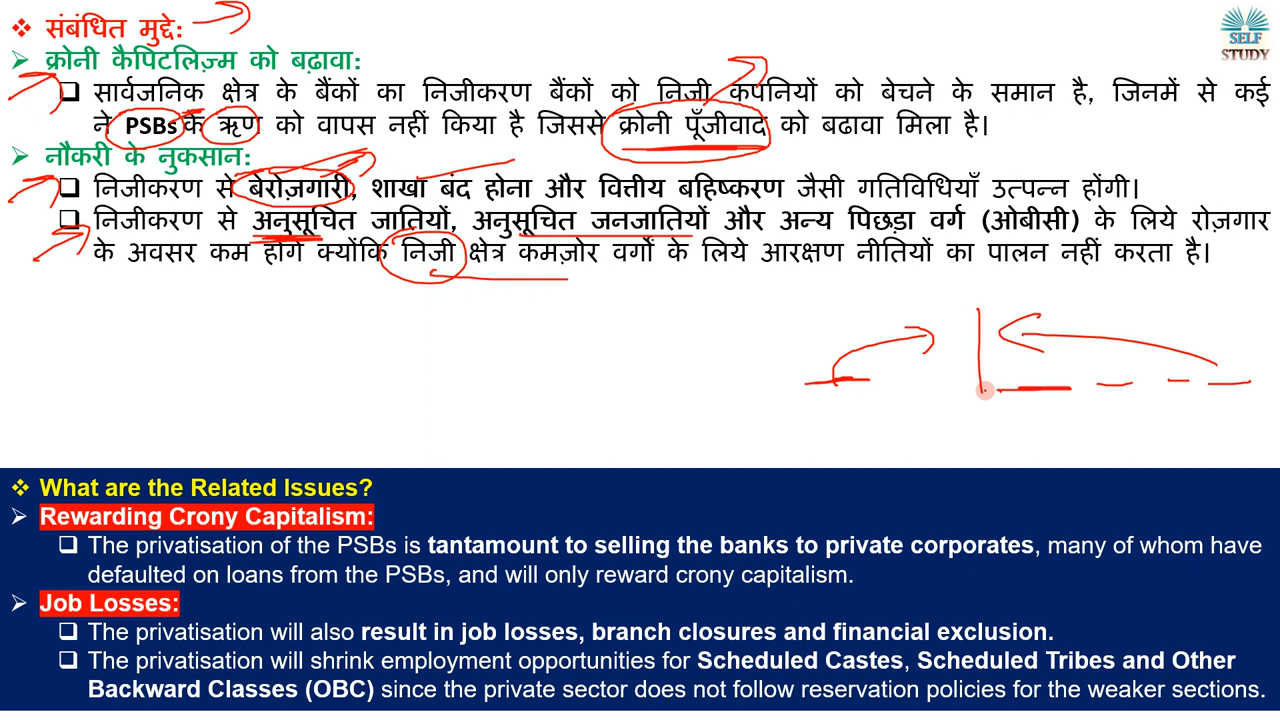 ❖ संबंधित मुद्दे:
SELF
STUDY
➢ क्रोनी कैपिटलिज़्म को बढ़ावा:
❑ सार्वजनिक क्षेत्र के बैंकों का निजीकरण बैंकों को निजी कंपनियों को बेचने के समान है, जिनमें से कई
ने PSBs के ऋण को वापस नहीं किया है जिससे क्रोनी पूँजीवाद को बढावा मिला है।
➢ नौकरी के नुकसान:
❑ निजीकरण से बेरोज़गारी, शाखा बंद होना और वित्तीय बहिष्करण जैसी गतिविधियाँ उत्पन्न होंगी।
❑ निजीकरण से अनुसूचित जातियों, अनुसूचित जनजातियों और अन्य पिछड़ा वर्ग (ओबीसी) के लिये रोज़गार
के अवसर कम होंगे क्योंकि निजी क्षेत्र कमज़ोर वर्गों के लिये आरक्षण नीतियों का पालन नहीं करता है।
❖ What are the Related Issues?
➢ Rewarding Crony Capitalism:
❑ The privatisation of the PSBs is tantamount to selling the banks to private corporates, many of whom have
defaulted on loans from the PSBs, and will only reward crony capitalism.
➢ Job Losses:
❑ The privatisation will also result in job losses, branch closures and financial exclusion.
❑ The privatisation will shrink employment opportunities for Scheduled Castes, Scheduled Tribes and Other
Backward Classes (OBC) since the private sector does not follow reservation policies for the weaker sections.